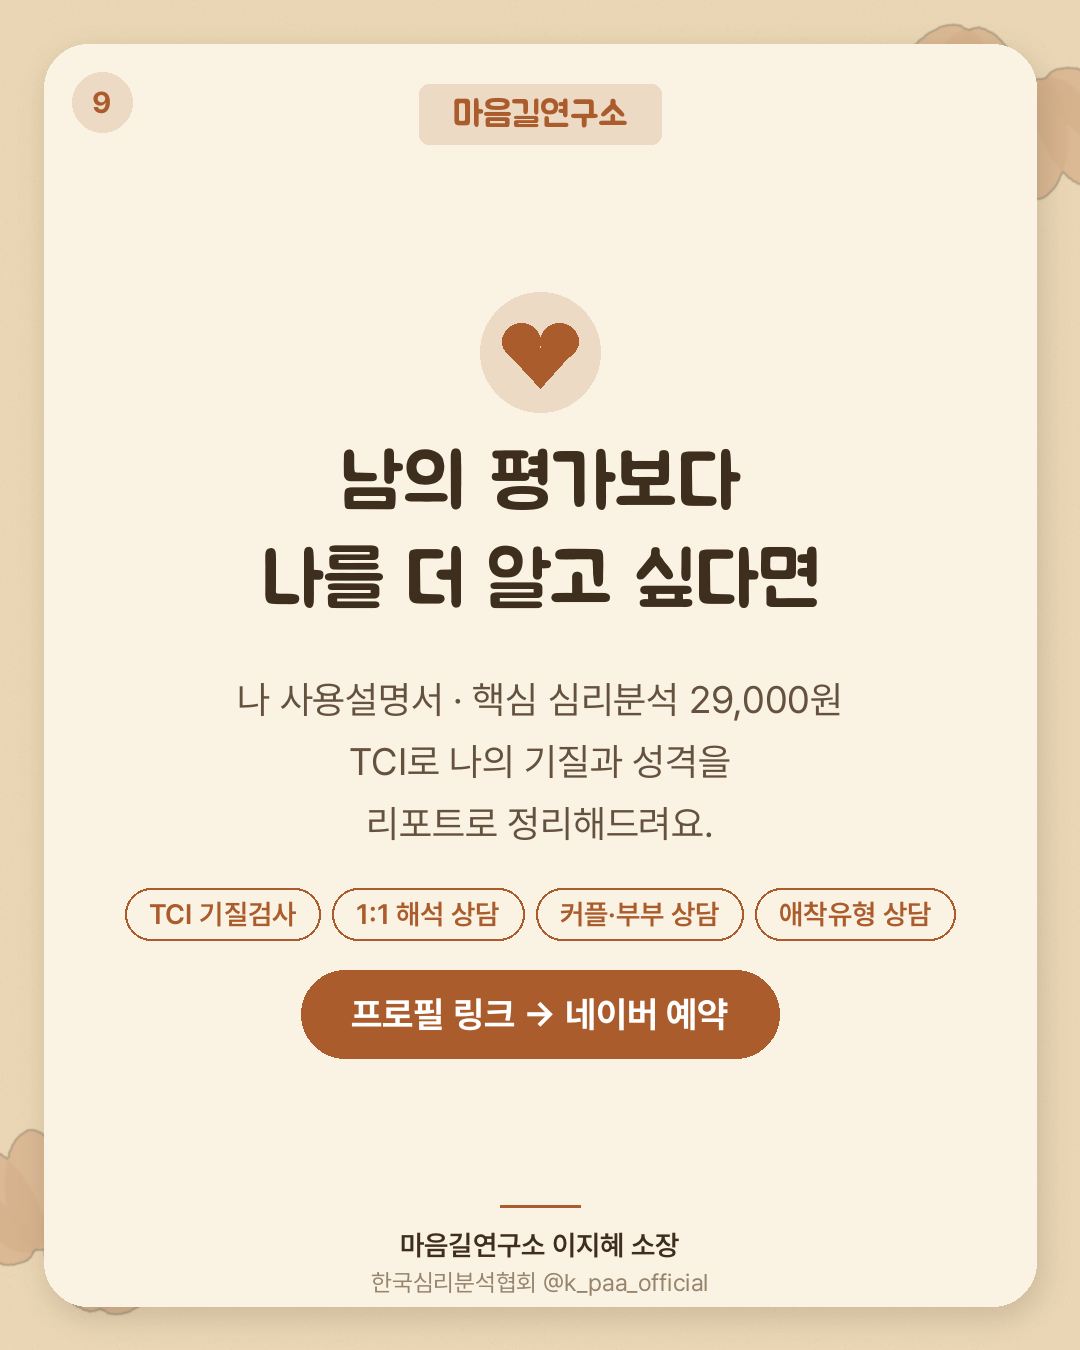 9
마음길연구소
남의 평가보다
나를 더 알고 싶다면
나 사용설명서 · 핵심 심리분석 29,000원
TCI로 나의 기질과 성격을
리포트로 정리해드려요.
TCI 기질검사
1:1 해석 상담
커플·부부 상담
애착유형 상담
프로필 링크 → 네이버 예약
마음길연구소 이지혜 소장
한국심리분석협회 @k_paa_official